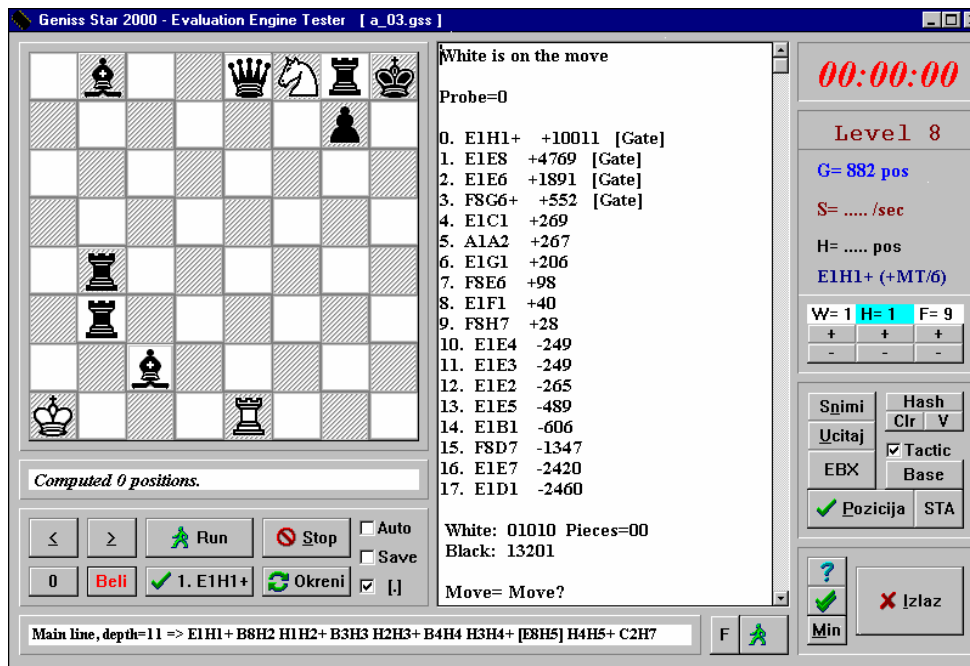 Geniss Star 2000 - Evaluation Engine Tester [ a_03.gss ]
White is on the move
Probe=0
0. E1H1+ +10011 [Gate]
1. E1E8 +4769 [Gate]
2. E1E6 +1891 [Gate]
3. F8G6+ +552 [Gate]
4. E1C1 +269
5. A1A2 +267
6. E1G1 +206
7. F8E6 +98
8. E1F1 +40
9. F8H7 +28
10. E1E4 -249
11. E1E3 -249
12. E1E2 -265
13. E1E5 -489
14. E1B1 -606
15. F8D7 -1347
16. E1E7 -2420
17. E1D1 -2460
White: 01010 Pieces=00
Black: 13201
Move= Move?
00:00:00
Level 8
G= 882 pos
S= ..... /sec
H= ..... pos
E1H1+ (+MT/6)
W= 1 H= 1 F= 9
+ + +
- - -
Snimi
Hash
Clr V
Ucitaj
Tactic
EBX
Base
Pozicija STA
Computed 0 positions.
< > Run Stop Auto
Save
0 Beli 1. E1H1+ Okreni [.]
?
Min
Izlaz
Main line, depth=11 => E1H1+ B8H2 H1H2+ B3H3 H2H3+ B4H4 H3H4+ [E8H5] H4H5+ C2H7
F